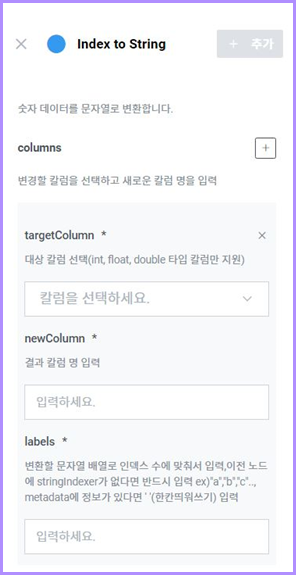 Index to String
+ 추가
숫자 데이터를 문자열로 변환합니다.
columns
+
변경할 칼럼을 선택하고 새로운 칼럼 명을 입력
targetColumn *
대상 칼럼 선택(int, float, double 타입 칼럼만 지원)
칼럼을 선택하세요.
newColumn *
결과 칼럼 명 입력
입력하세요.
labels *
변환할 문자열 배열로 인덱스 수에 맞춰서 입력,이전 노드
에 stringIndexer가 없다면 반드시 입력 ex)"a","b","c"..,
metadata에 정보가 있다면 ' '(한칸띄워쓰기) 입력
입력하세요.